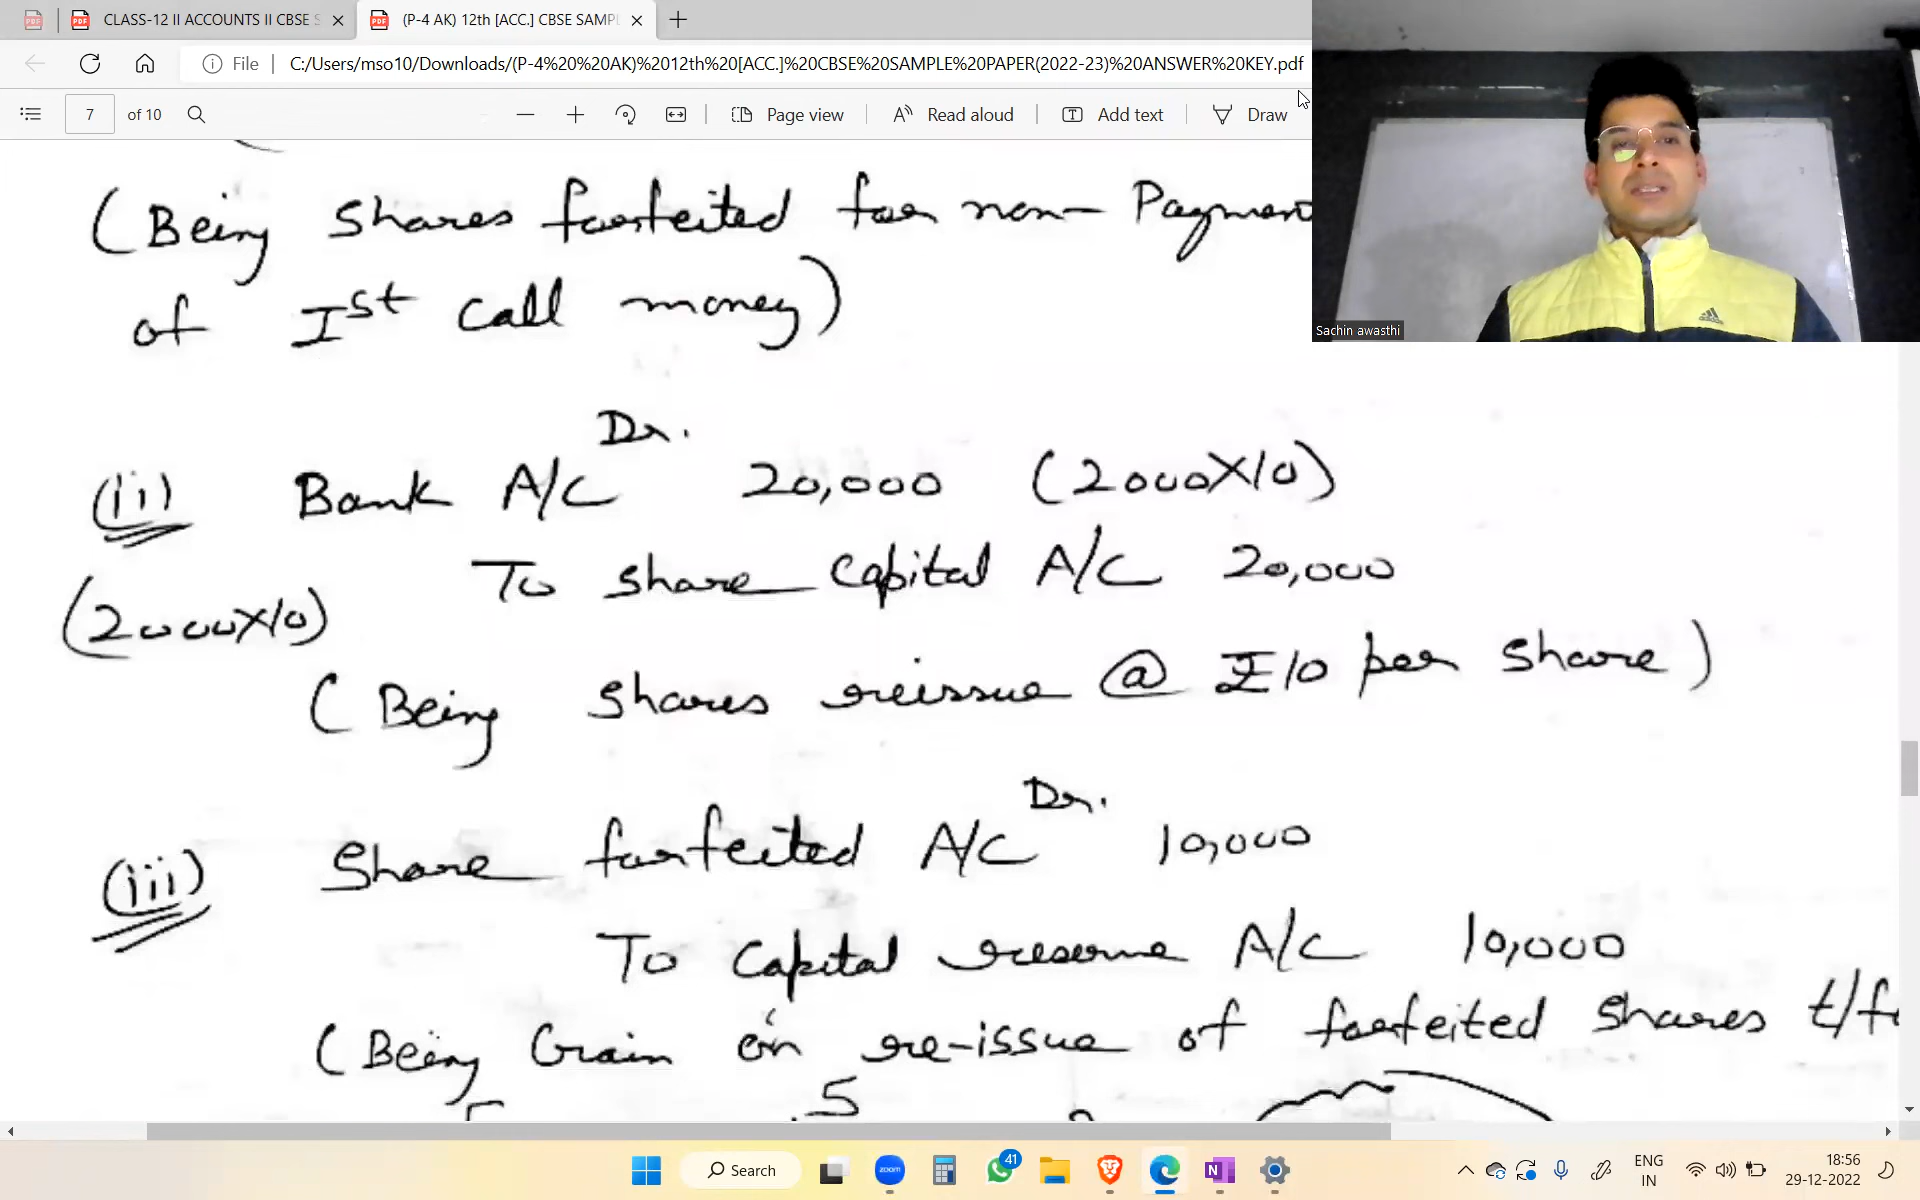 CLASS-12 II ACCOUNTS II CBSE S
(P-4 AK) 12th [ACC.] CBSE SAMPL
File
C:/Users/mso10/Downloads/(P-4%20%20AK)%2012th%20[ACC.]%20CBSE%20SAMPLE%20PAPER(2022-23)%20ANSWER%20KEY.pdf
7 of 10
Page view
Read aloud
Add text
Draw
Sachin awasthi
(Being shares forfeited for non- Payment
of Ist call money)
(ii) Bank A/C Dr. 20,000 (2000X10)
To share Capital A/C 20,000
(2000X10)
(Being shares reissue @ ₹10 per share)
(iii) Share forfeited A/C Dr. 10,000
To Capital reserve A/C 10,000
(Being Gain on re-issue of forfeited shares t/f
5
Search
zoom
41
ENG
IN
18:56
29-12-2022